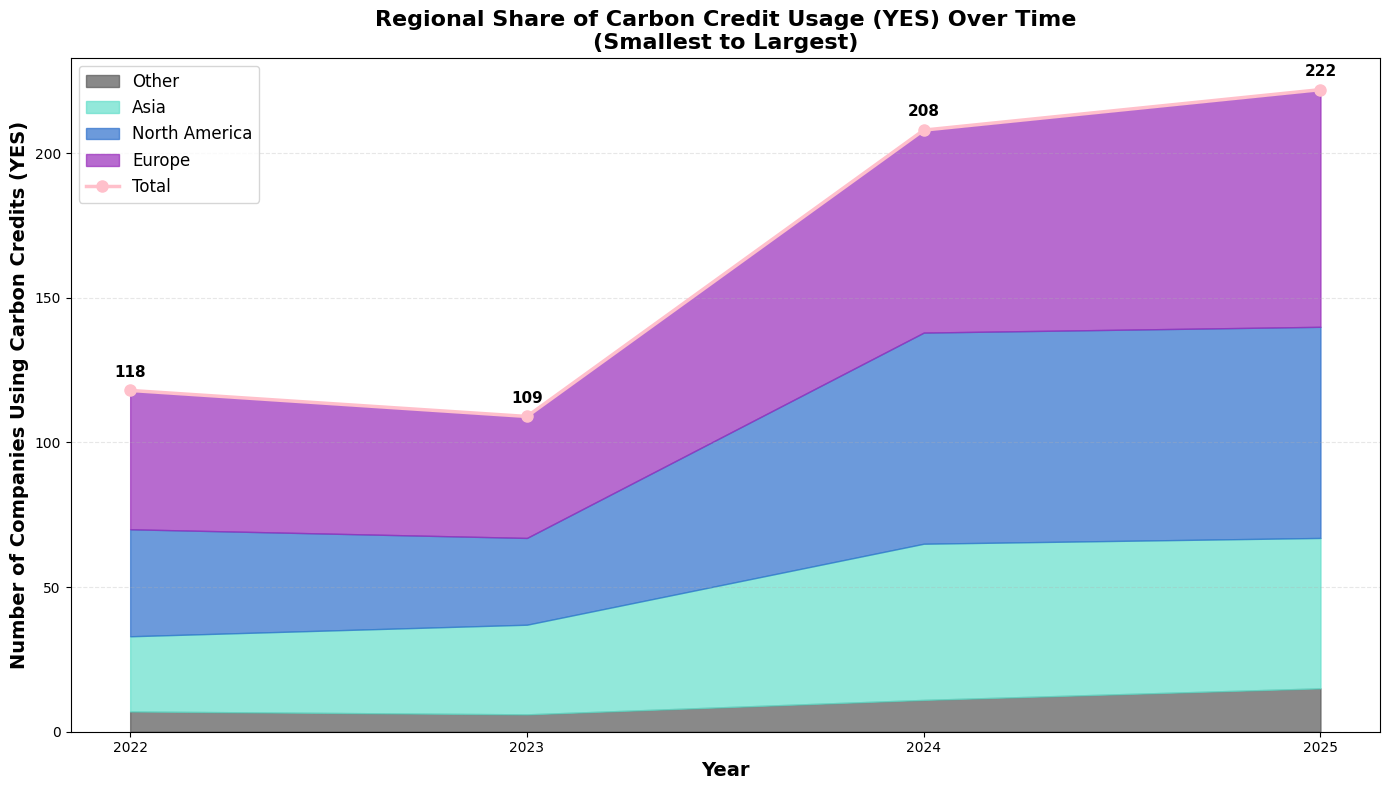 Regional Share of Carbon Credit Usage (YES) Over Time
(Smallest to Largest)
Other
Asia
North America
Europe
Total
Number of Companies Using Carbon Credits (YES)
200
150
100
50
0
118
109
208
222
2022
2023
2024
2025
Year